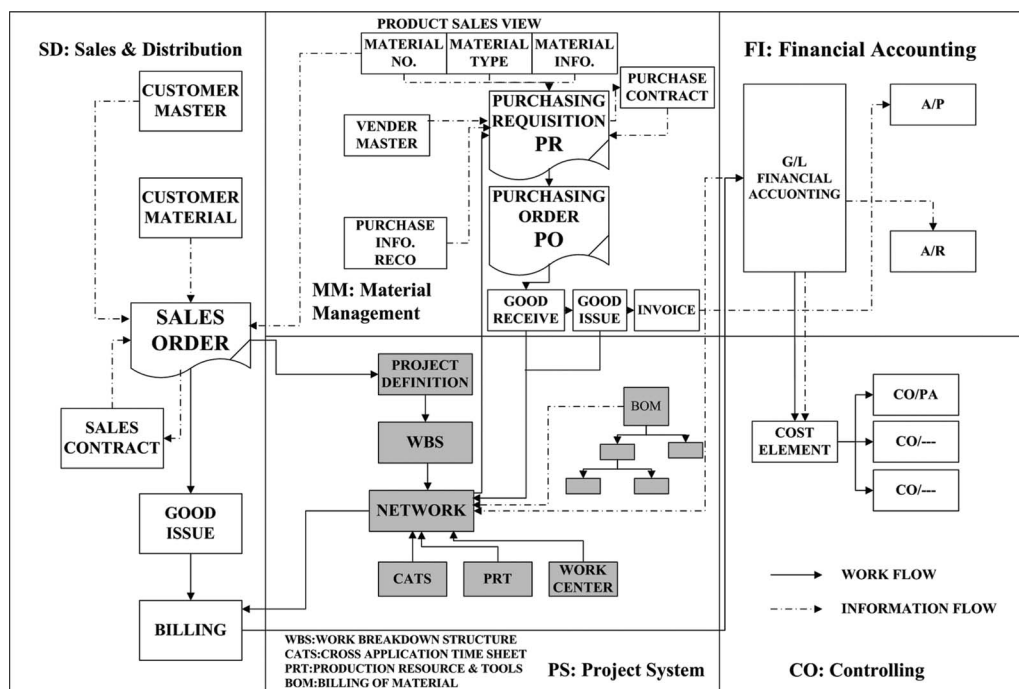 SD: Sales & Distribution
CUSTOMER
MASTER
CUSTOMER
MATERIAL
SALES
ORDER
SALES
CONTRACT
GOOD
ISSUE
BILLING
PRODUCT SALES VIEW
MATERIAL
NO.
MATERIAL
TYPE
MATERIAL
INFO.
PURCHASE
CONTRACT
PURCHASING
REQUISITION
PR
VENDER
MASTER
PURCHASING
ORDER
PO
PURCHASE
INFO.
RECO
MM: Material
Management
GOOD
RECEIVE
GOOD
ISSUE
INVOICE
FI: Financial Accounting
G/L
FINANCIAL
ACCUONTING
A/P
A/R
PROJECT
DEFINITION
WBS
NETWORK
CATS
PRT
WORK
CENTER
BOM
WBS:WORK BREAKDOWN STRUCTURE
CATS:CROSS APPLICATION TIME SHEET
PRT:PRODUCTION RESOURCE & TOOLS
BOM:BILLING OF MATERIAL
PS: Project System
COST
ELEMENT
CO/PA
CO/---
CO/---
WORK FLOW
INFORMATION FLOW
CO: Controlling